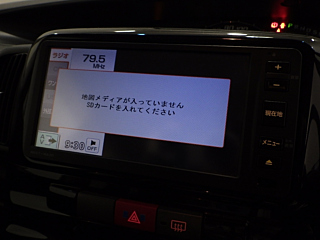 ラジオ
79.5
MHz
地図メディアが入っていません
SDカードを入れてください
9:30
OFF
+
−
現在地
メニュー